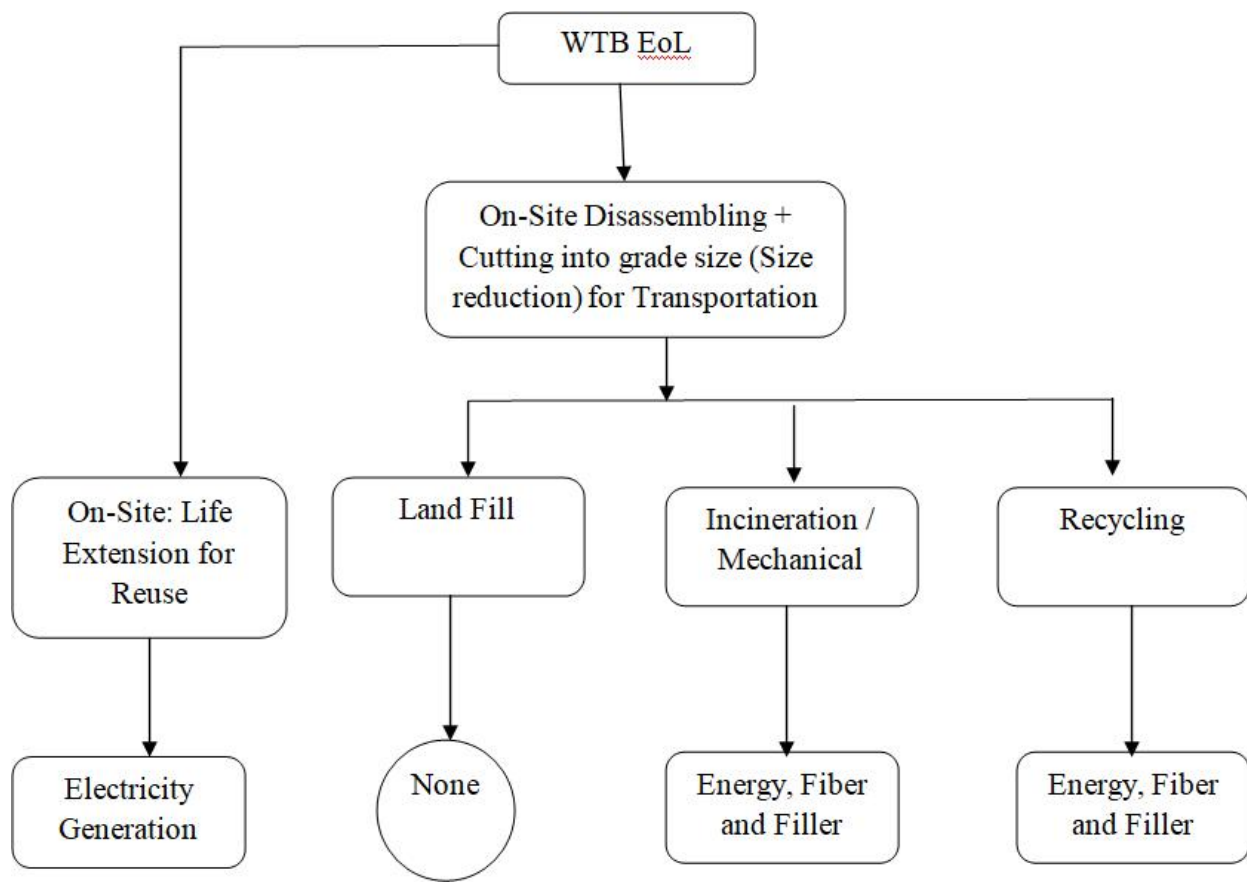 WTB EoL
On-Site Disassembling +
Cutting into grade size (Size
reduction) for Transportation
On-Site: Life
Extension for
Reuse
Land Fill
Incineration /
Mechanical
Recycling
Electricity
Generation
None
Energy, Fiber
and Filler
Energy, Fiber
and Filler